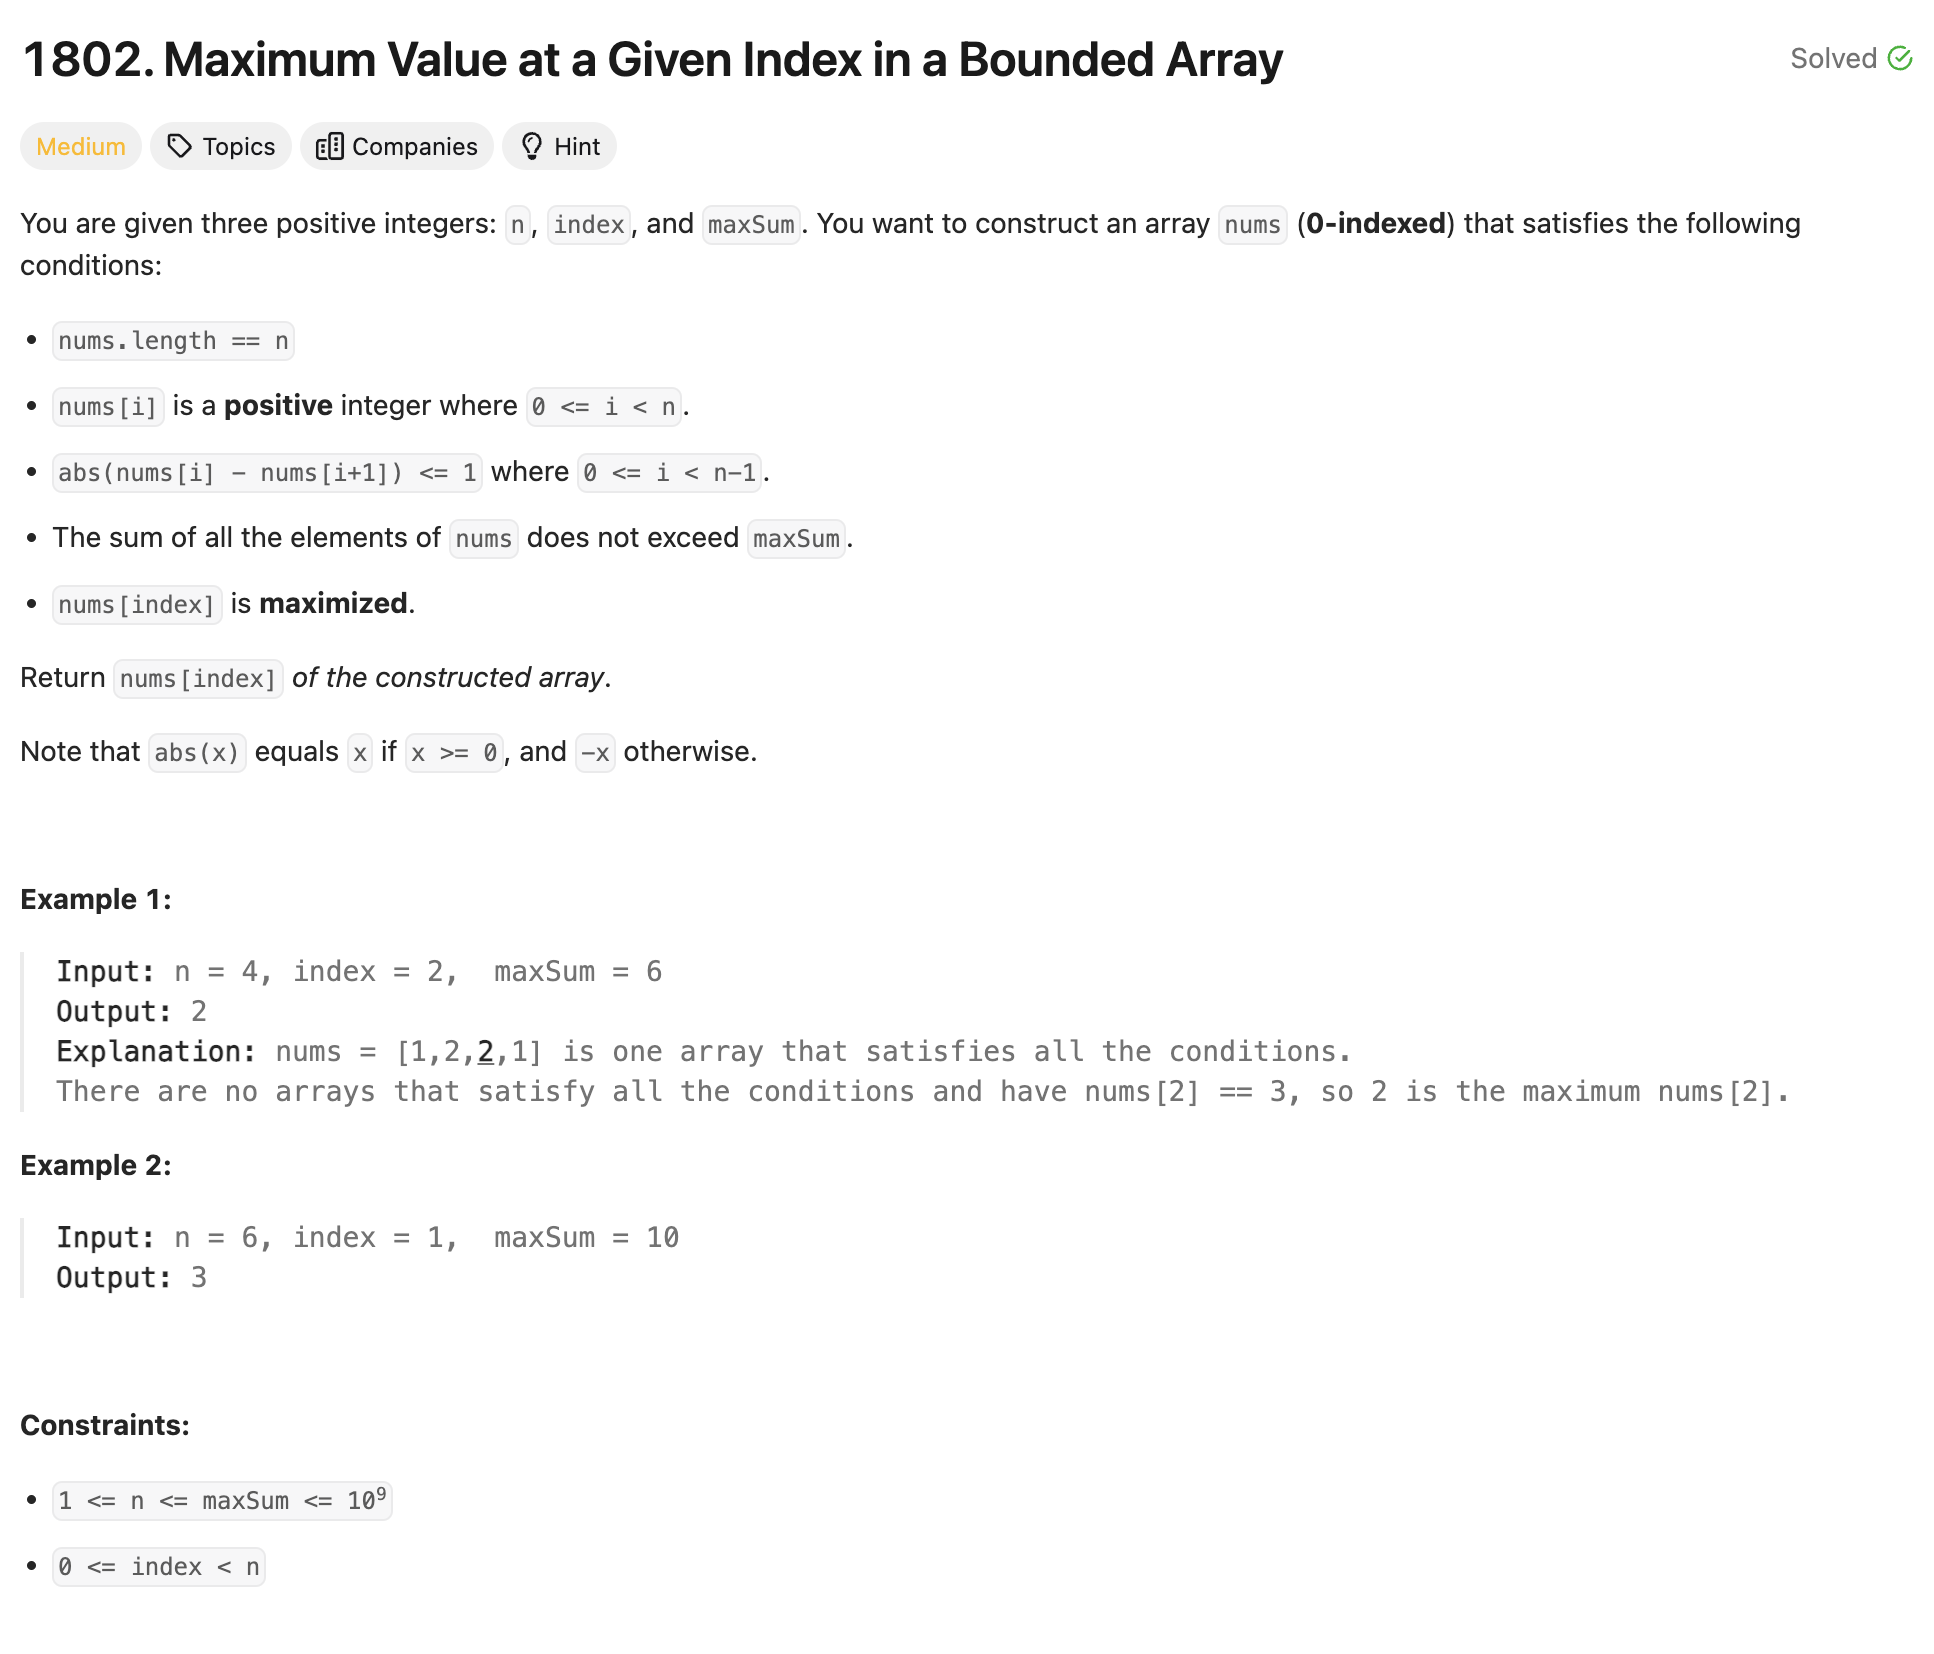 1802. Maximum Value at a Given Index in a Bounded Array
Solved
Medium Topics Companies Hint
You are given three positive integers: n, index, and maxSum. You want to construct an array nums (0-indexed) that satisfies the following
conditions:
• nums.length == n
• nums[i] is a positive integer where 0 <= i < n.
• abs(nums[i] - nums[i+1]) <= 1 where 0 <= i < n-1.
• The sum of all the elements of nums does not exceed maxSum.
• nums[index] is maximized.
Return nums[index] of the constructed array.
Note that abs(x) equals x if x >= 0, and -x otherwise.
Example 1:
Input: n = 4, index = 2,  maxSum = 6
Output: 2
Explanation: nums = [1,2,2,1] is one array that satisfies all the conditions.
There are no arrays that satisfy all the conditions and have nums[2] == 3, so 2 is the maximum nums[2].
Example 2:
Input: n = 6, index = 1,  maxSum = 10
Output: 3
Constraints:
• 1 <= n <= maxSum <= 10⁹
• 0 <= index < n